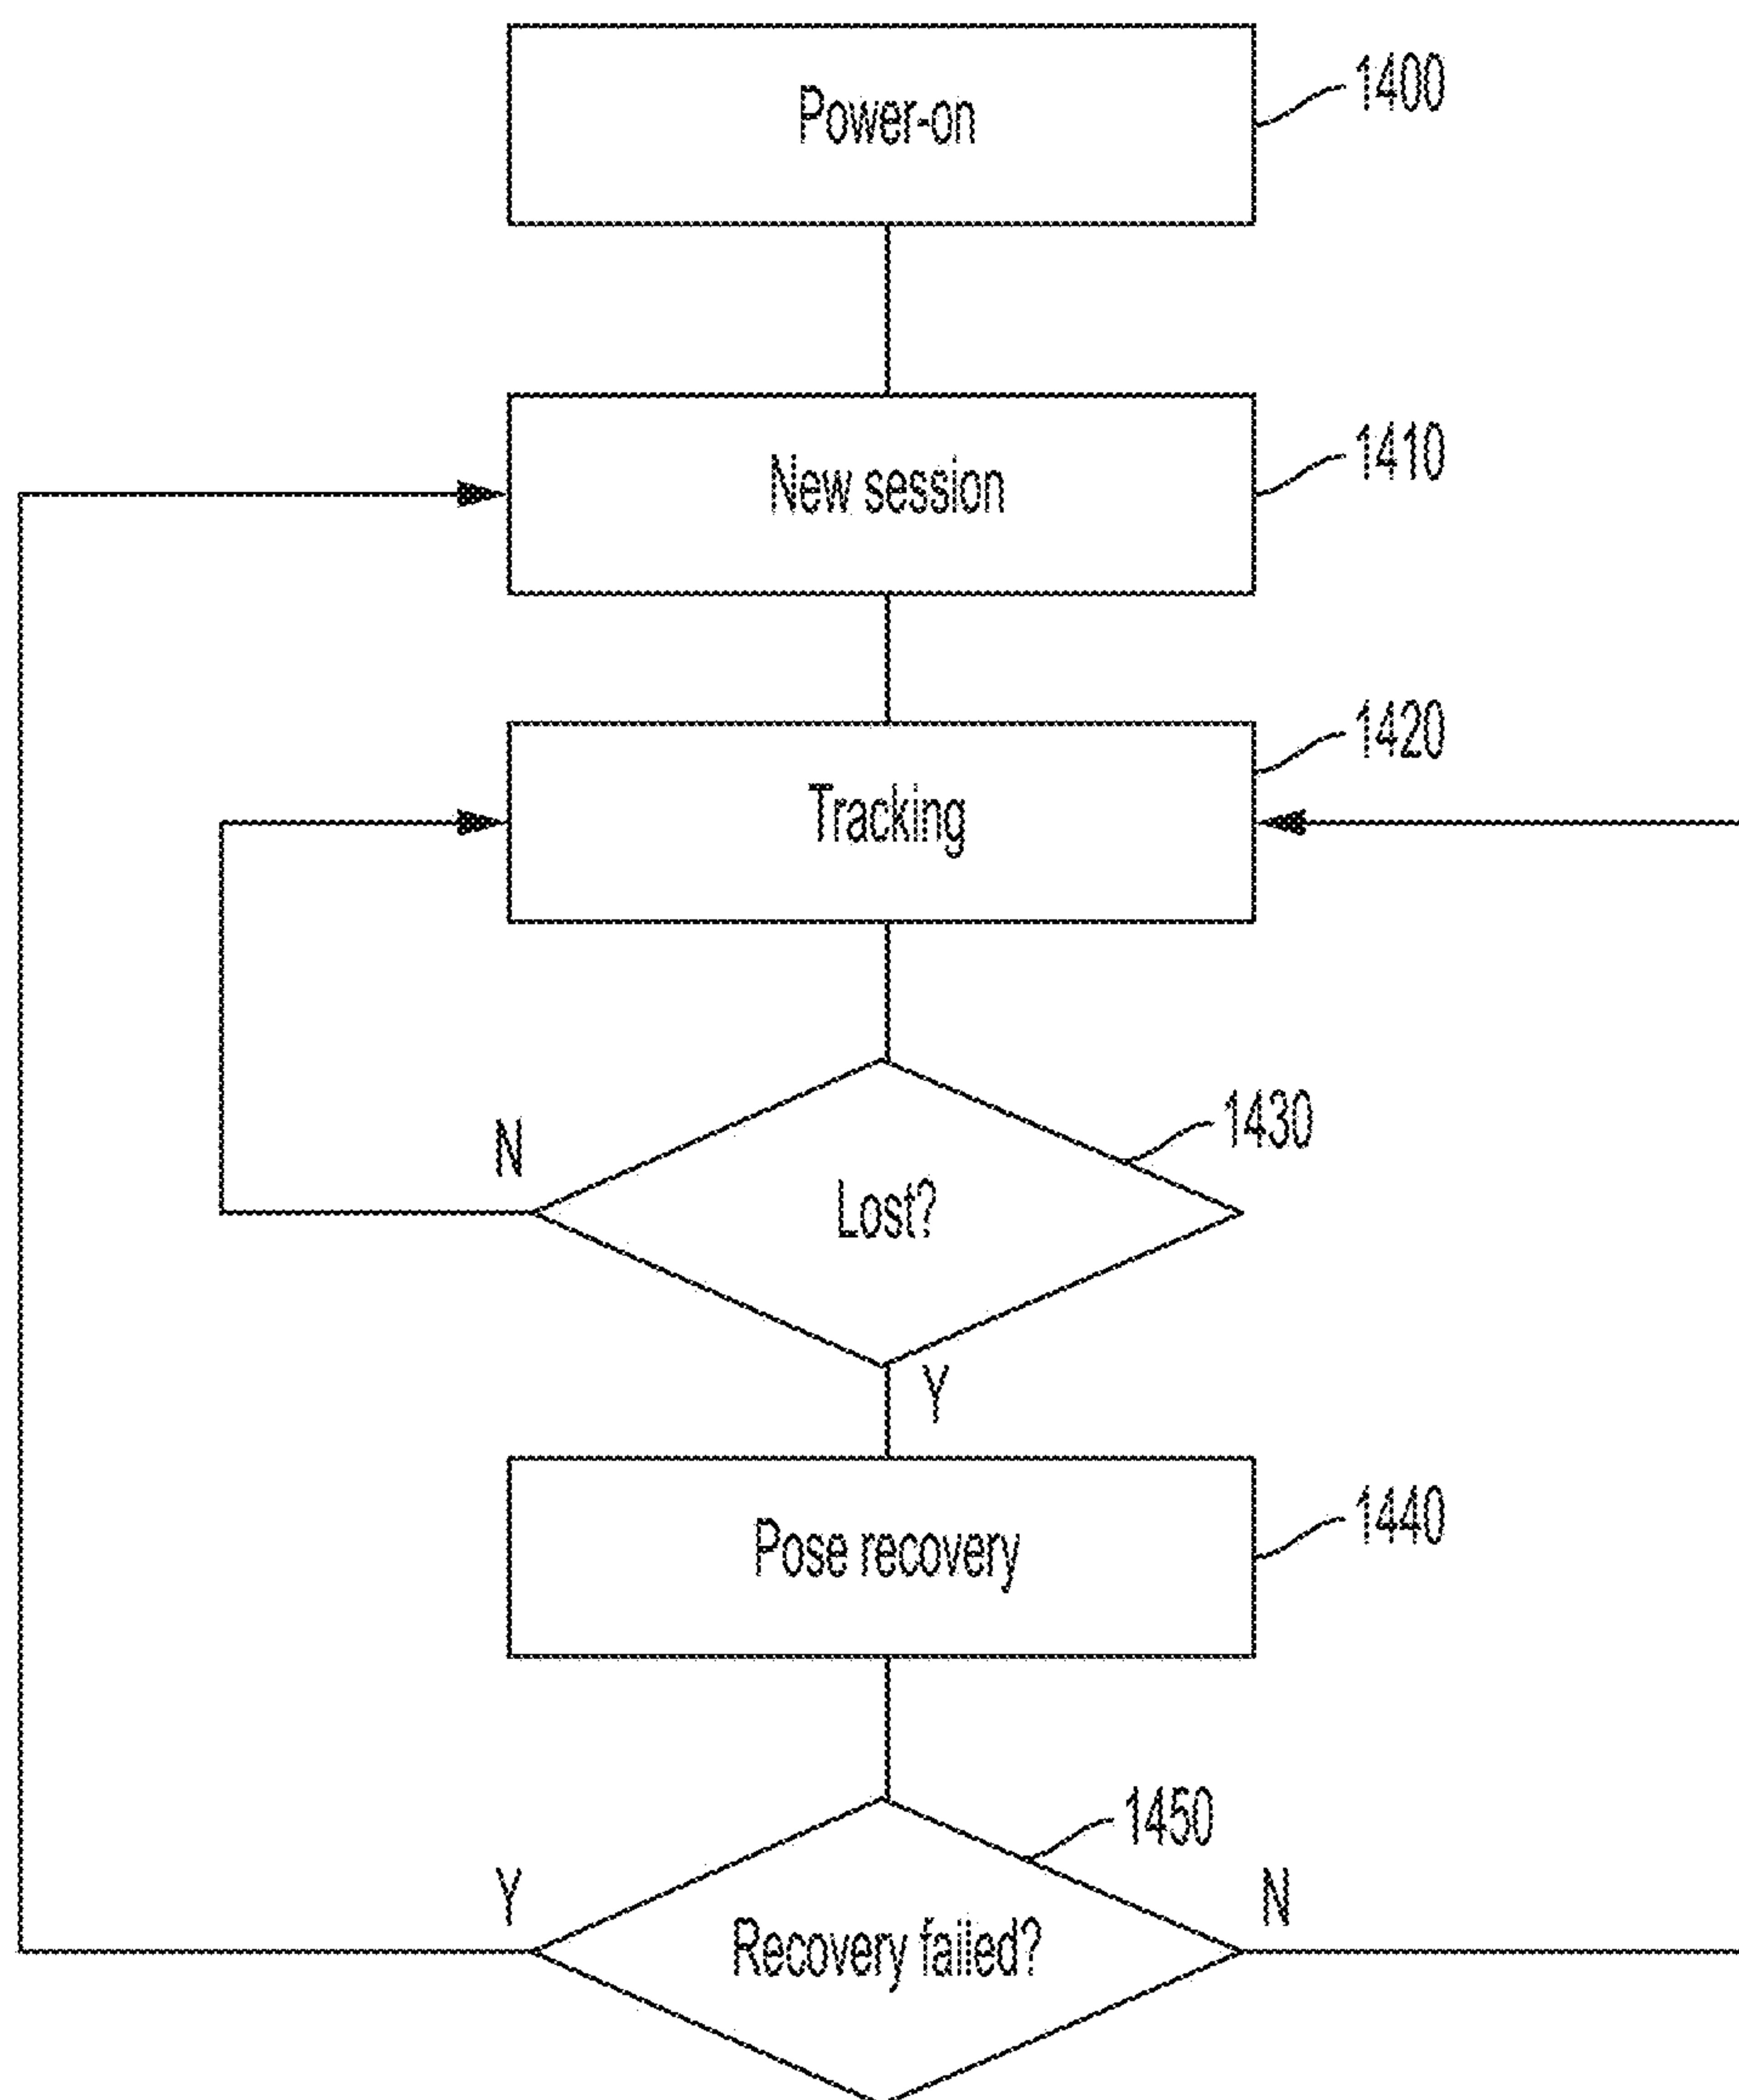 Power-on
1400
New session
1410
1420
Tracking
N
1430
Lost?
Y
Pose recovery
1440
1450
Y
N
Recovery failed?